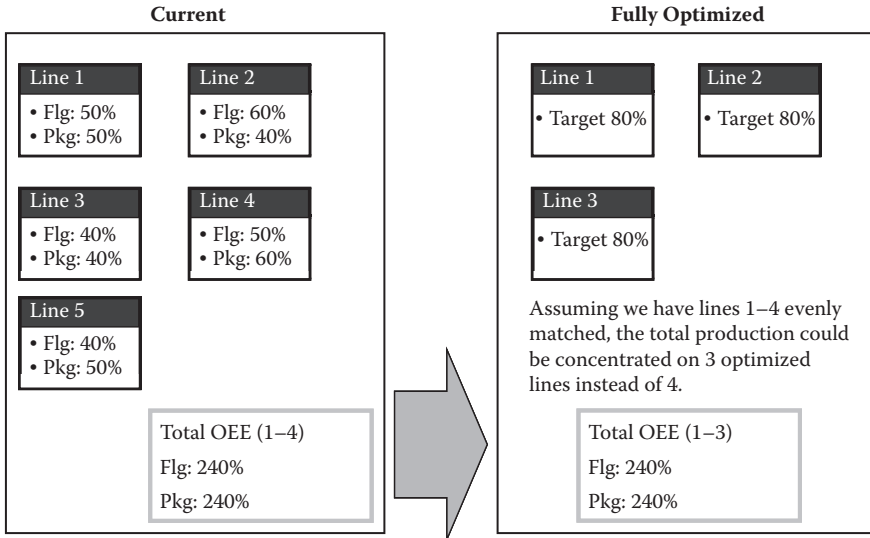 Current
Line 1
• Flg: 50%
• Pkg: 50%
Line 2
• Flg: 60%
• Pkg: 40%
Line 3
• Flg: 40%
• Pkg: 40%
Line 4
• Flg: 50%
• Pkg: 60%
Line 5
• Flg: 40%
• Pkg: 50%
Total OEE (1–4)
Flg: 240%
Pkg: 240%
Fully Optimized
Line 1
• Target 80%
Line 2
• Target 80%
Line 3
• Target 80%
Assuming we have lines 1–4 evenly
matched, the total production could
be concentrated on 3 optimized
lines instead of 4.
Total OEE (1–3)
Flg: 240%
Pkg: 240%